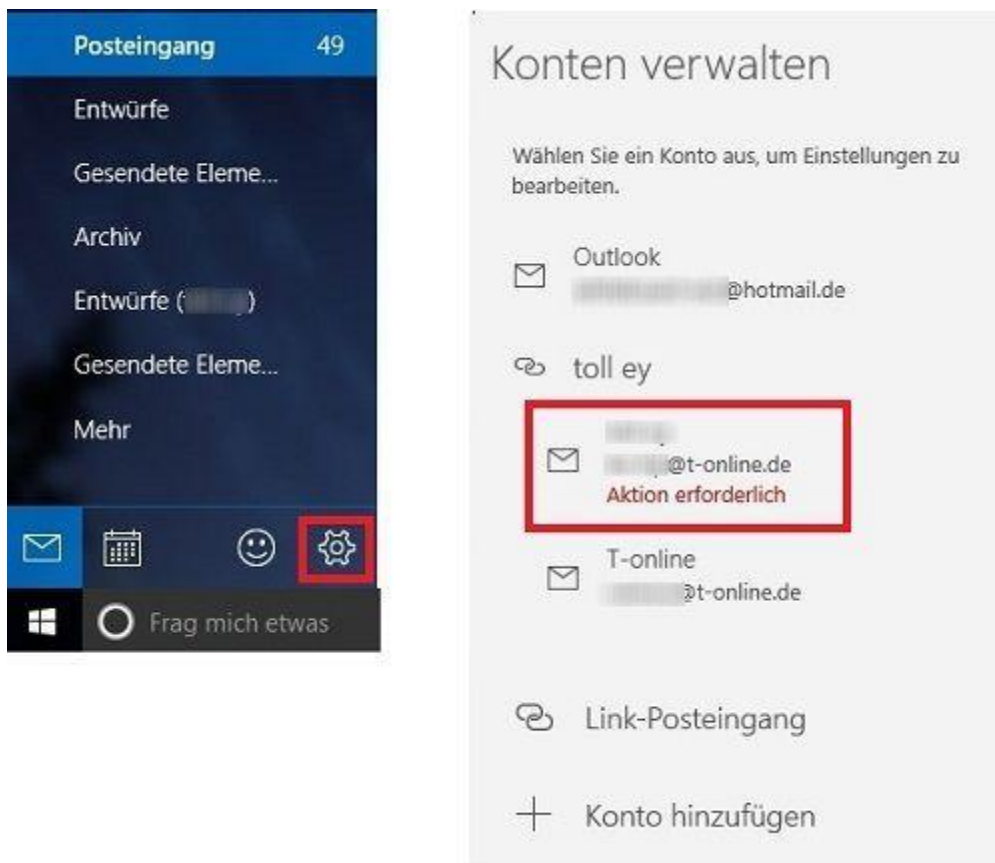 Posteingang 49
Entwürfe
Gesendete Eleme...
Archiv
Entwürfe ( )
Gesendete Eleme...
Mehr
Frag mich etwas
Konten verwalten
Wählen Sie ein Konto aus, um Einstellungen zu
bearbeiten.
Outlook
@hotmail.de
toll ey
@t-online.de
Aktion erforderlich
T-online
@t-online.de
Link-Posteingang
Konto hinzufügen